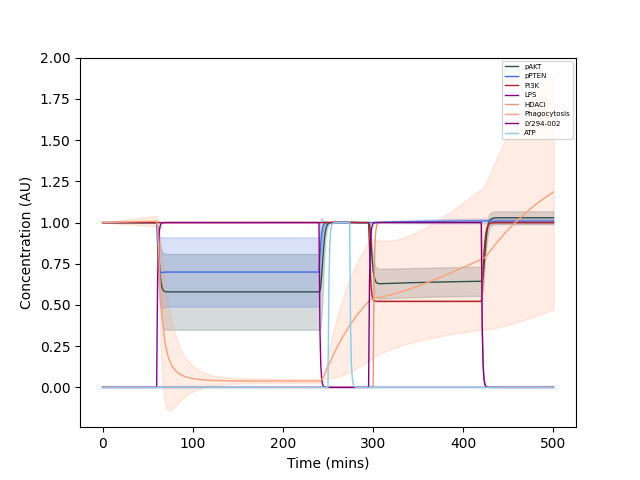 2.00
1.75
1.50
1.25
1.00
0.75
0.50
0.25
0.00
Concentration (AU)
0 100 200 300 400 500
Time (mins)
pAKT
pPTEN
PI3K
LPS
HDACi
Phagocytosis
LY294-002
ATP